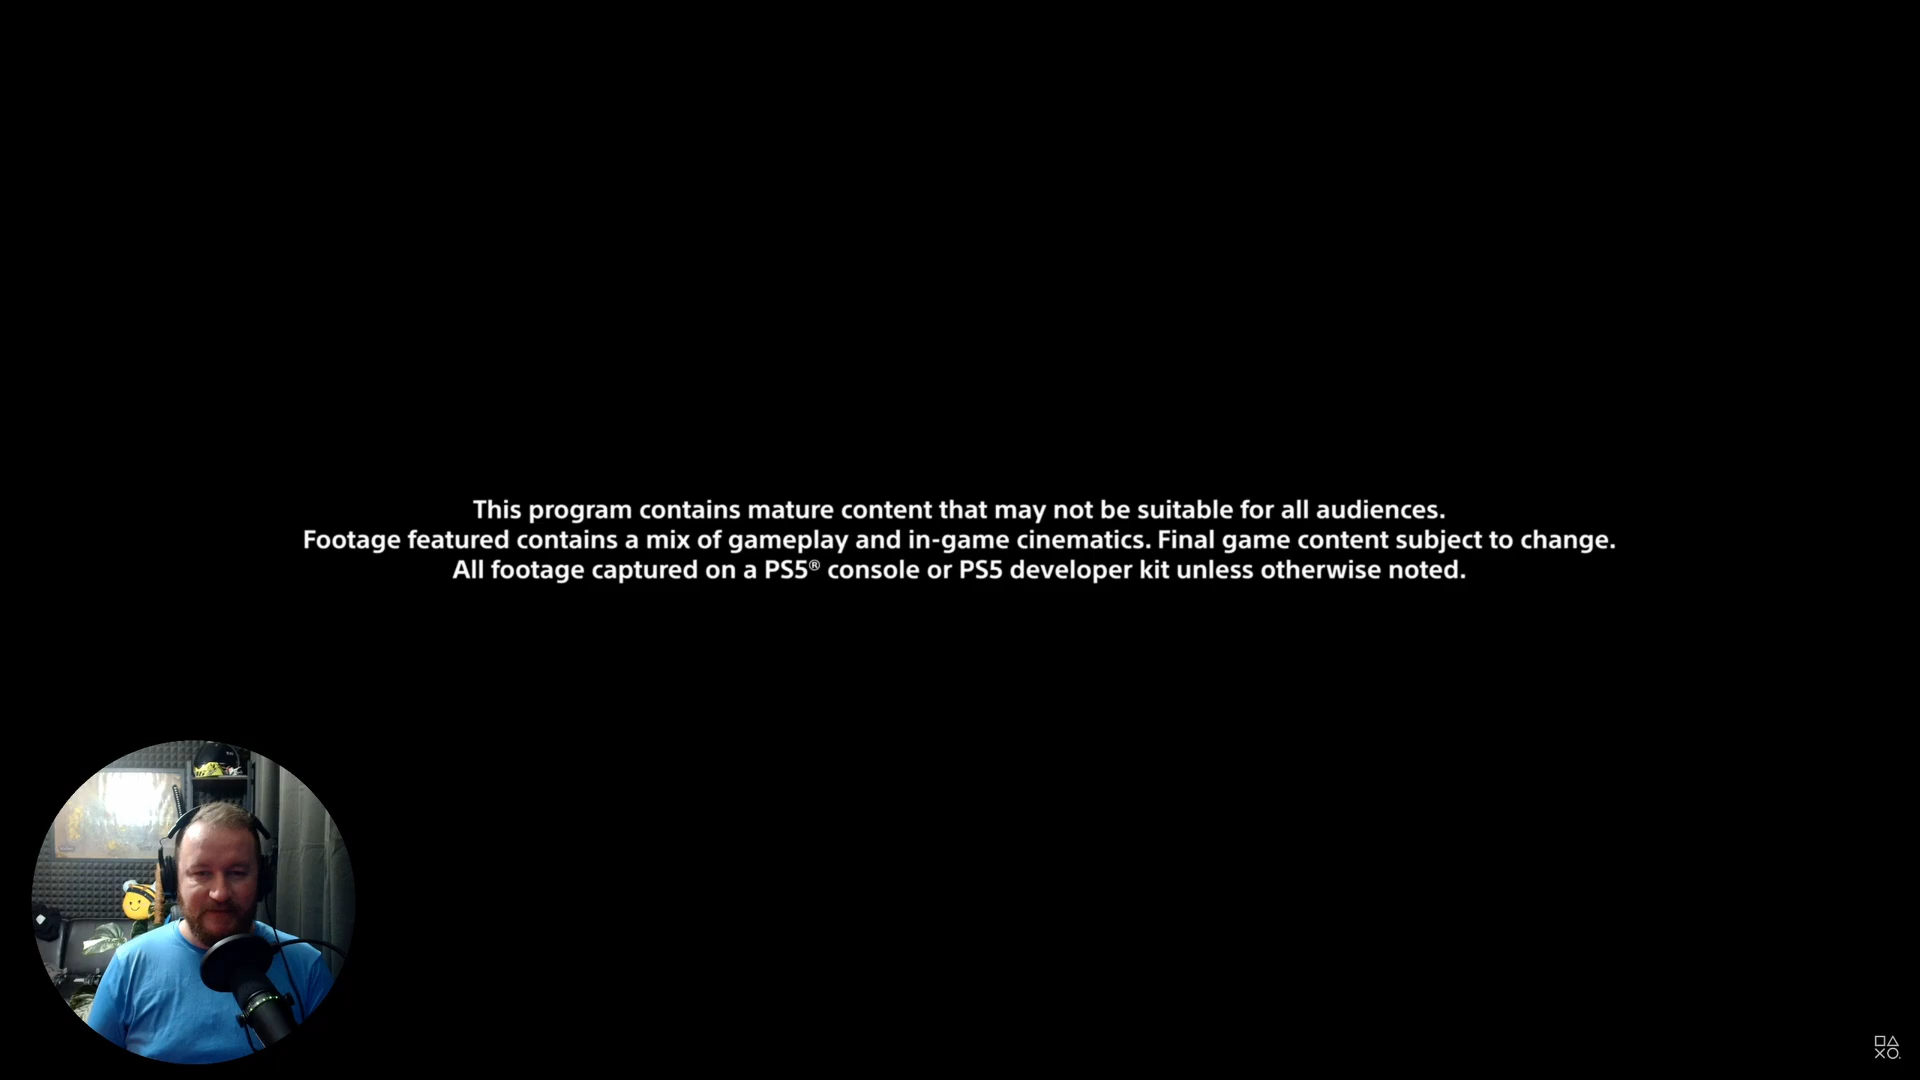 This program contains mature content that may not be suitable for all audiences.
Footage featured contains a mix of gameplay and in-game cinematics. Final game content subject to change.
All footage captured on a PS5® console or PS5 developer kit unless otherwise noted.